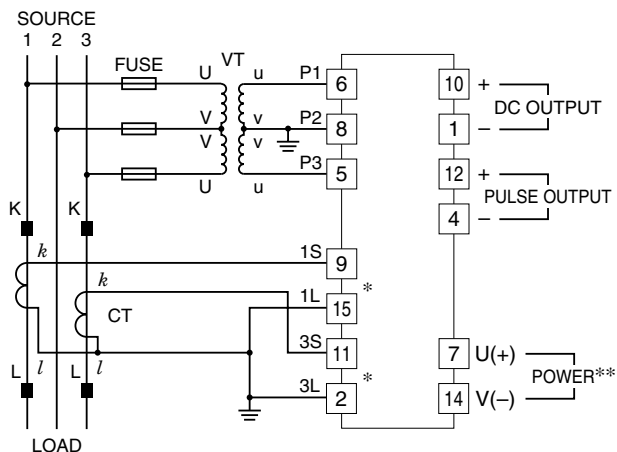 SOURCE
1 2 3
FUSE
VT
U u P1 6 10 +
DC OUTPUT
V v P2 8 1 −
V v
U u P3 5 12 +
PULSE OUTPUT
4 −
K K
k 1S 9
k 1L 15 *
CT
3S 11 7 U(+)
POWER**
L l L l 3L 2 * 14 V(−)
LOAD